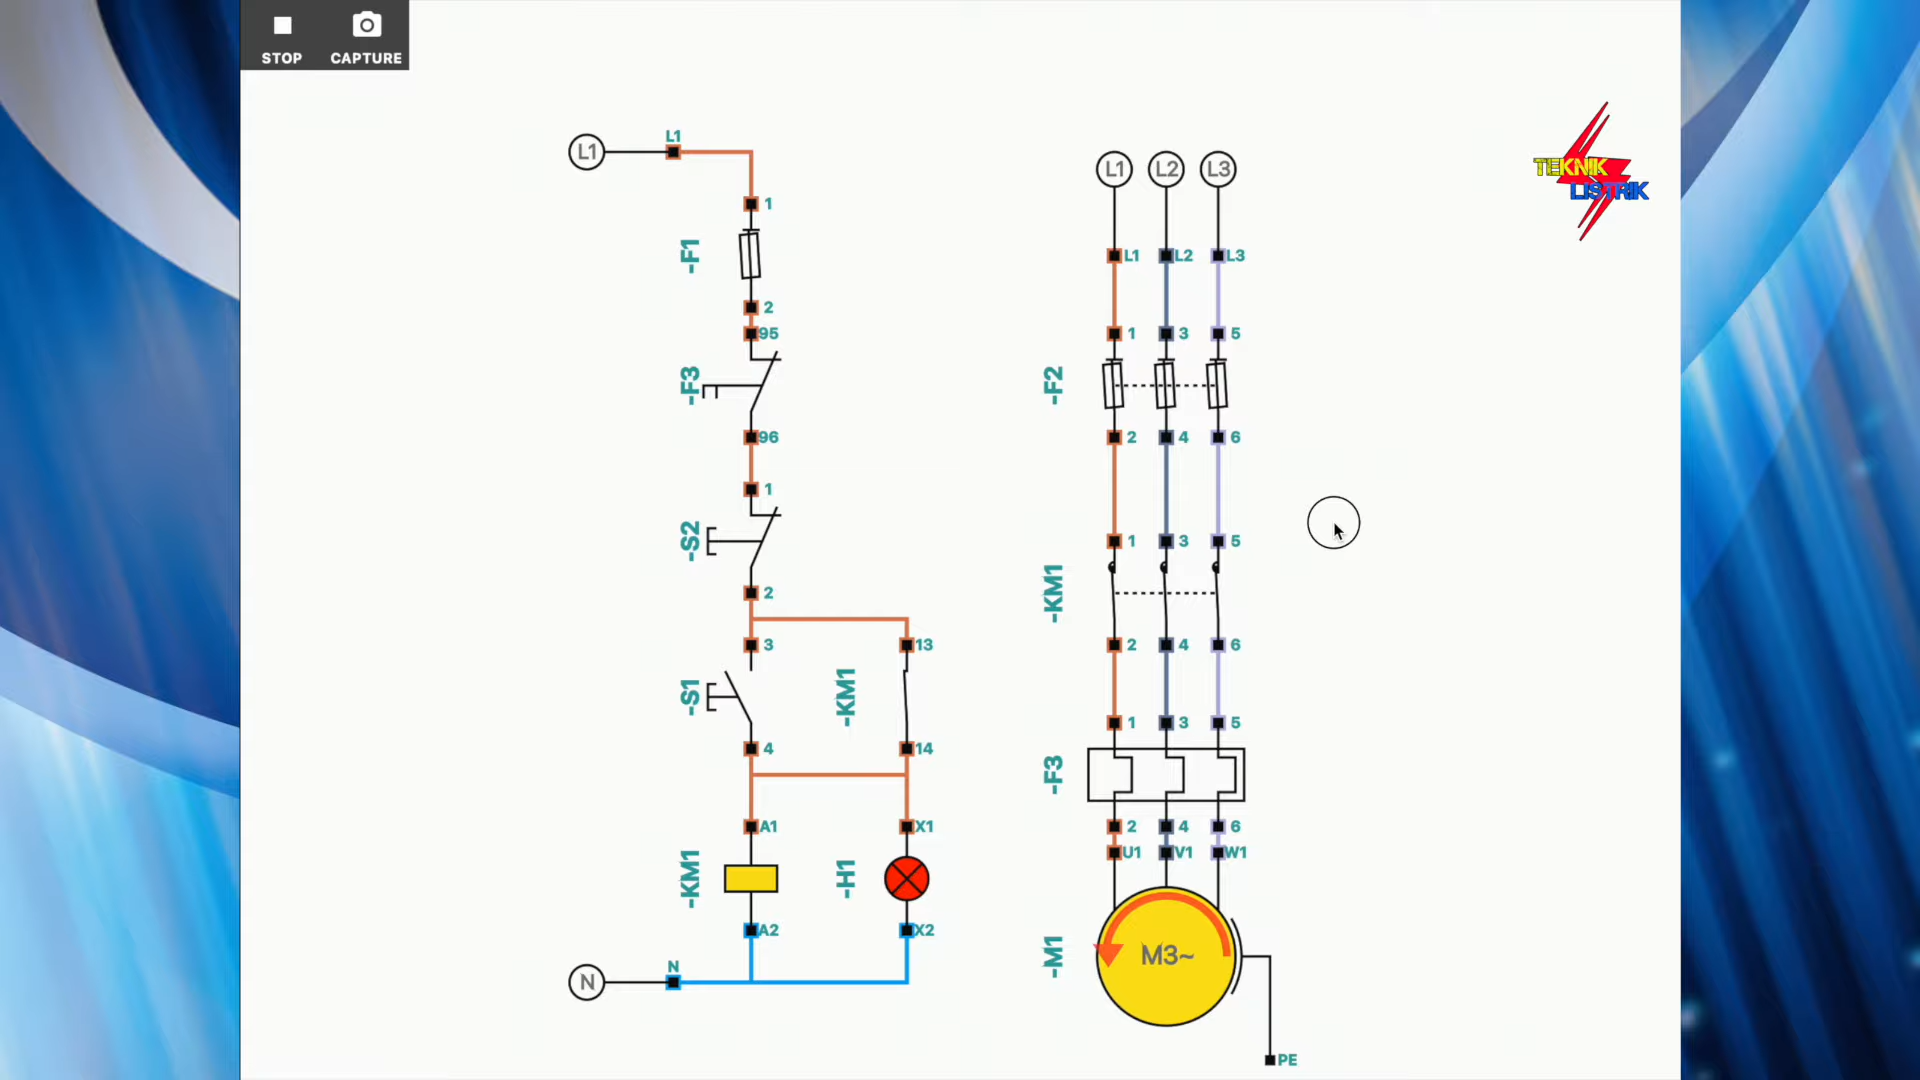 STOP
CAPTURE
TEKNIK
LISTRIK
L1
L1
1
-F1
2
95
-F3
96
1
-S2
2
3
13
-S1
-KM1
4
14
A1
X1
-KM1
-H1
A2
X2
N
N
L1 L2 L3
L1 L2 L3
1 3 5
-F2
2 4 6
1 3 5
-KM1
2 4 6
1 3 5
-F3
2 4 6
U1 V1 W1
-M1
M3~
PE